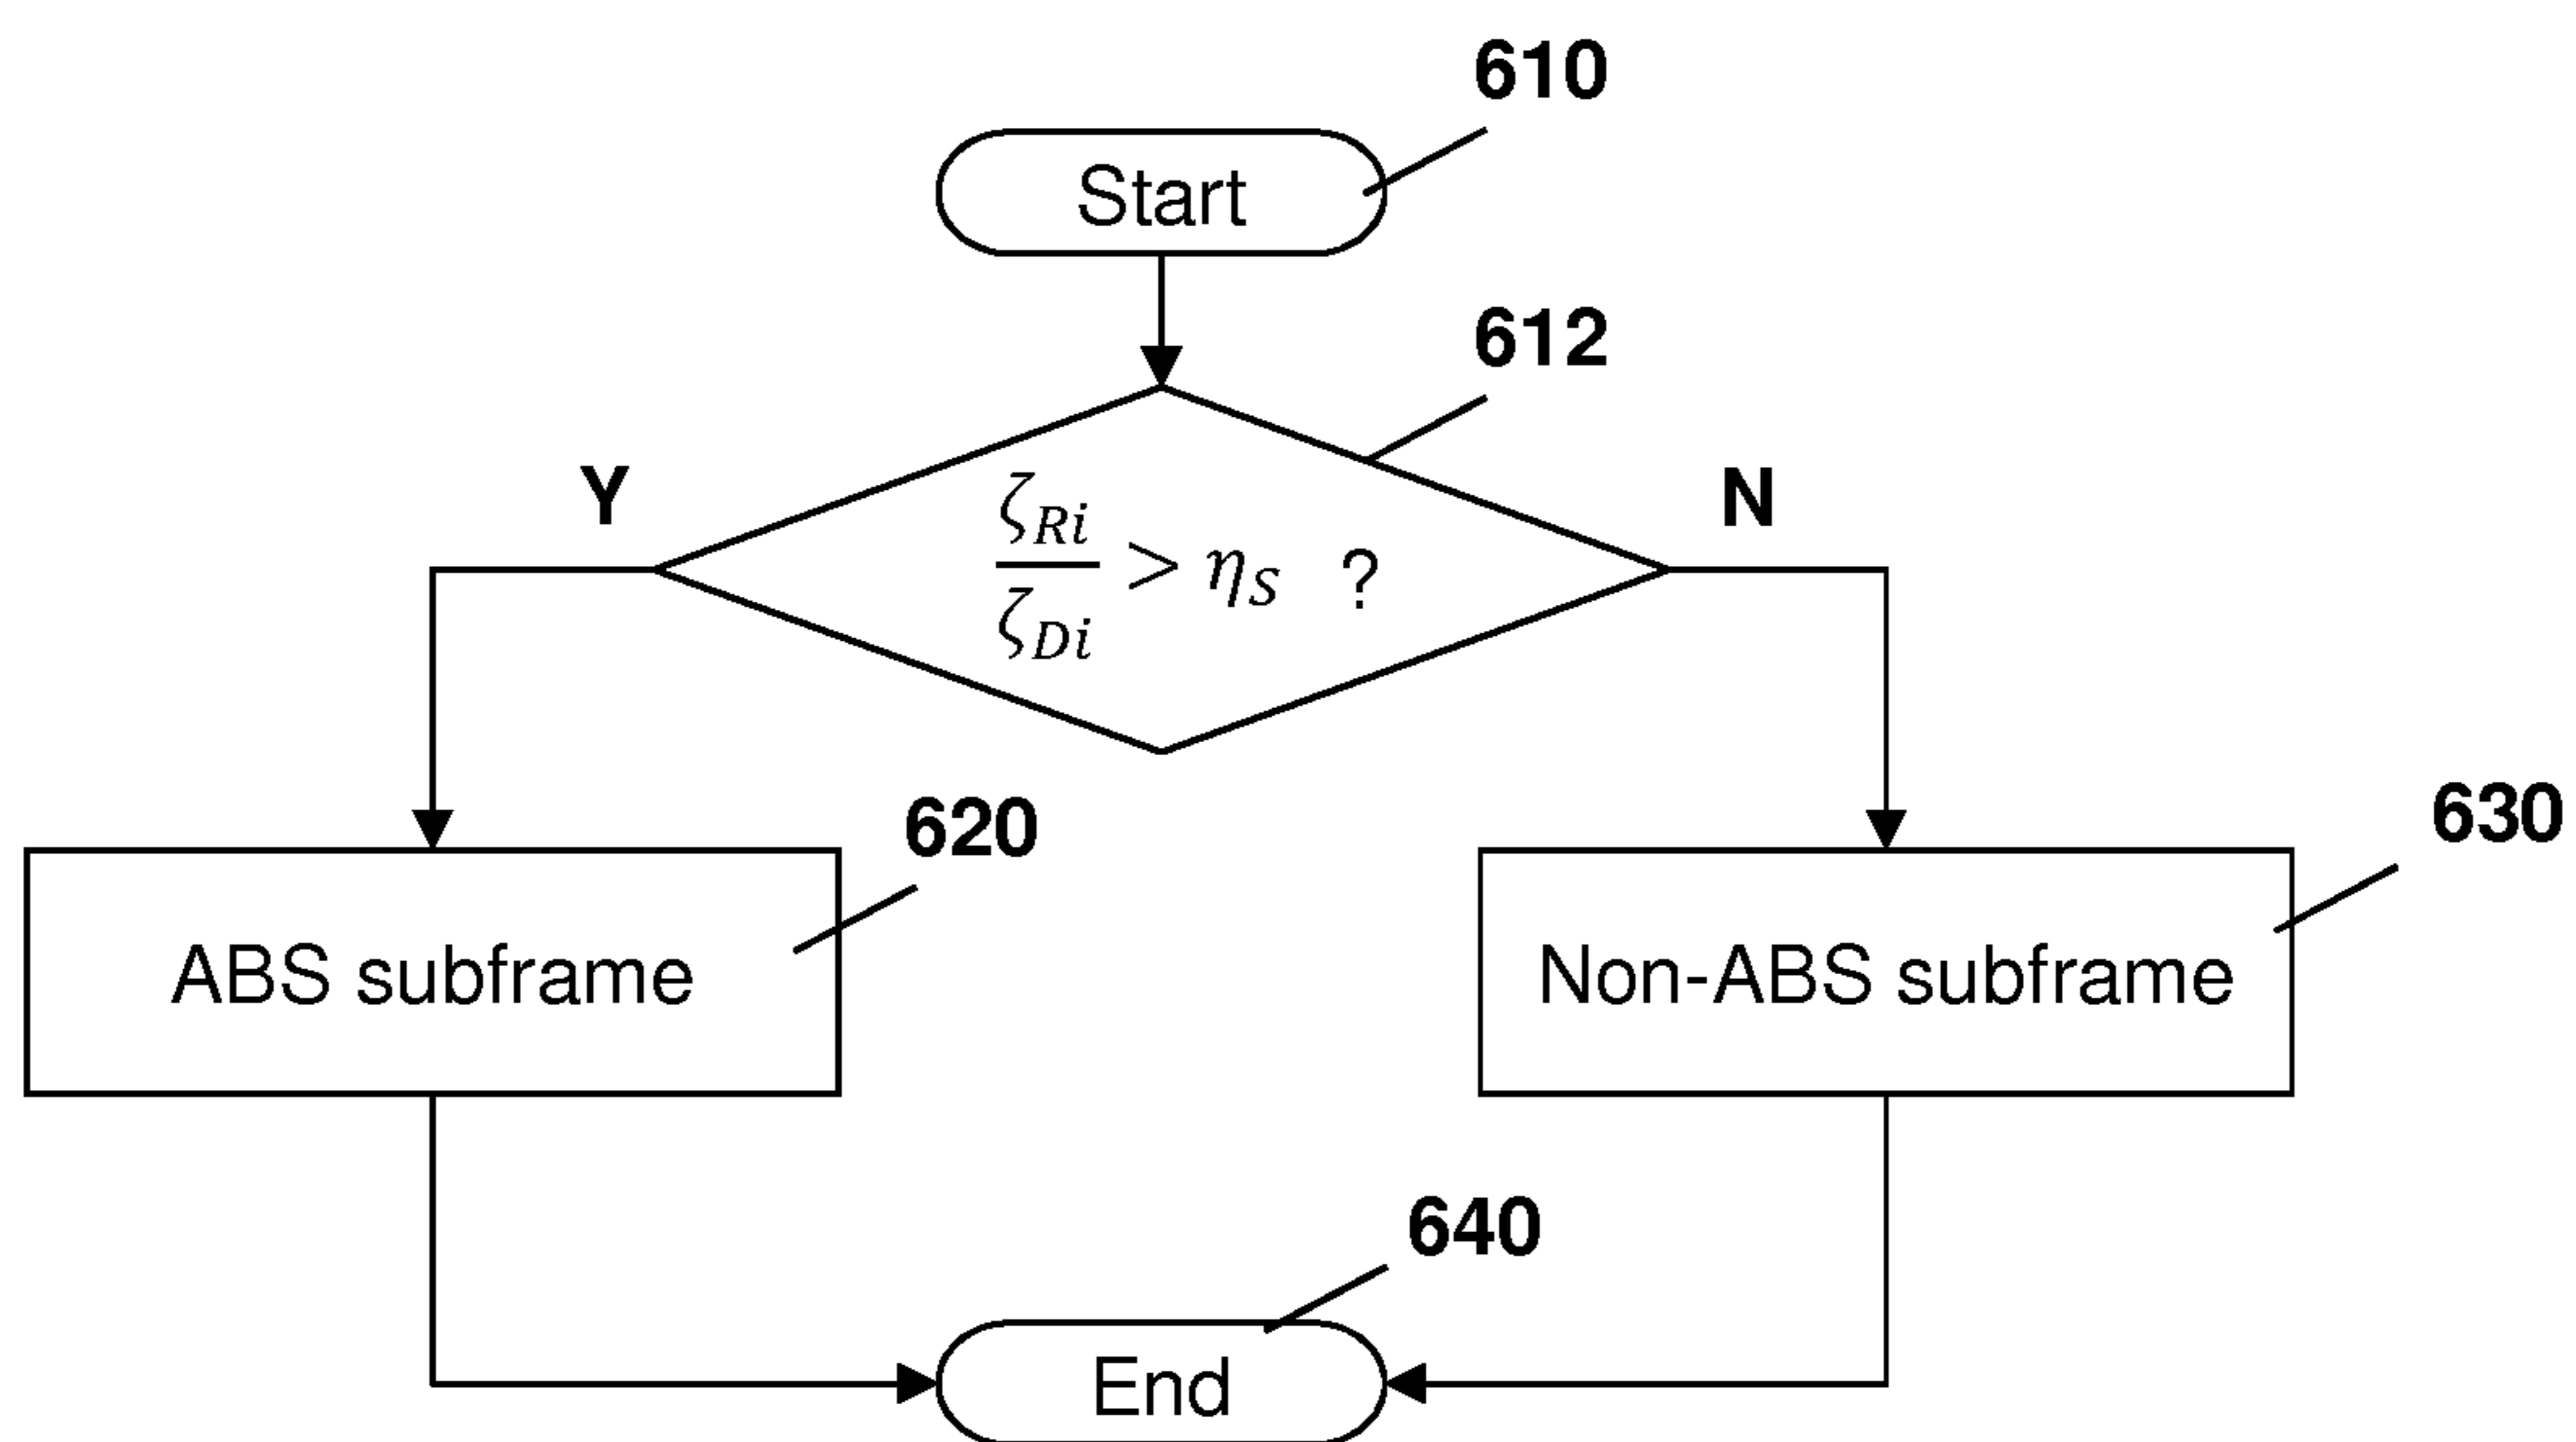 610
Start
612
Y
N
ζRi
ζDi
> ηS ?
620
630
ABS subframe
Non-ABS subframe
640
End